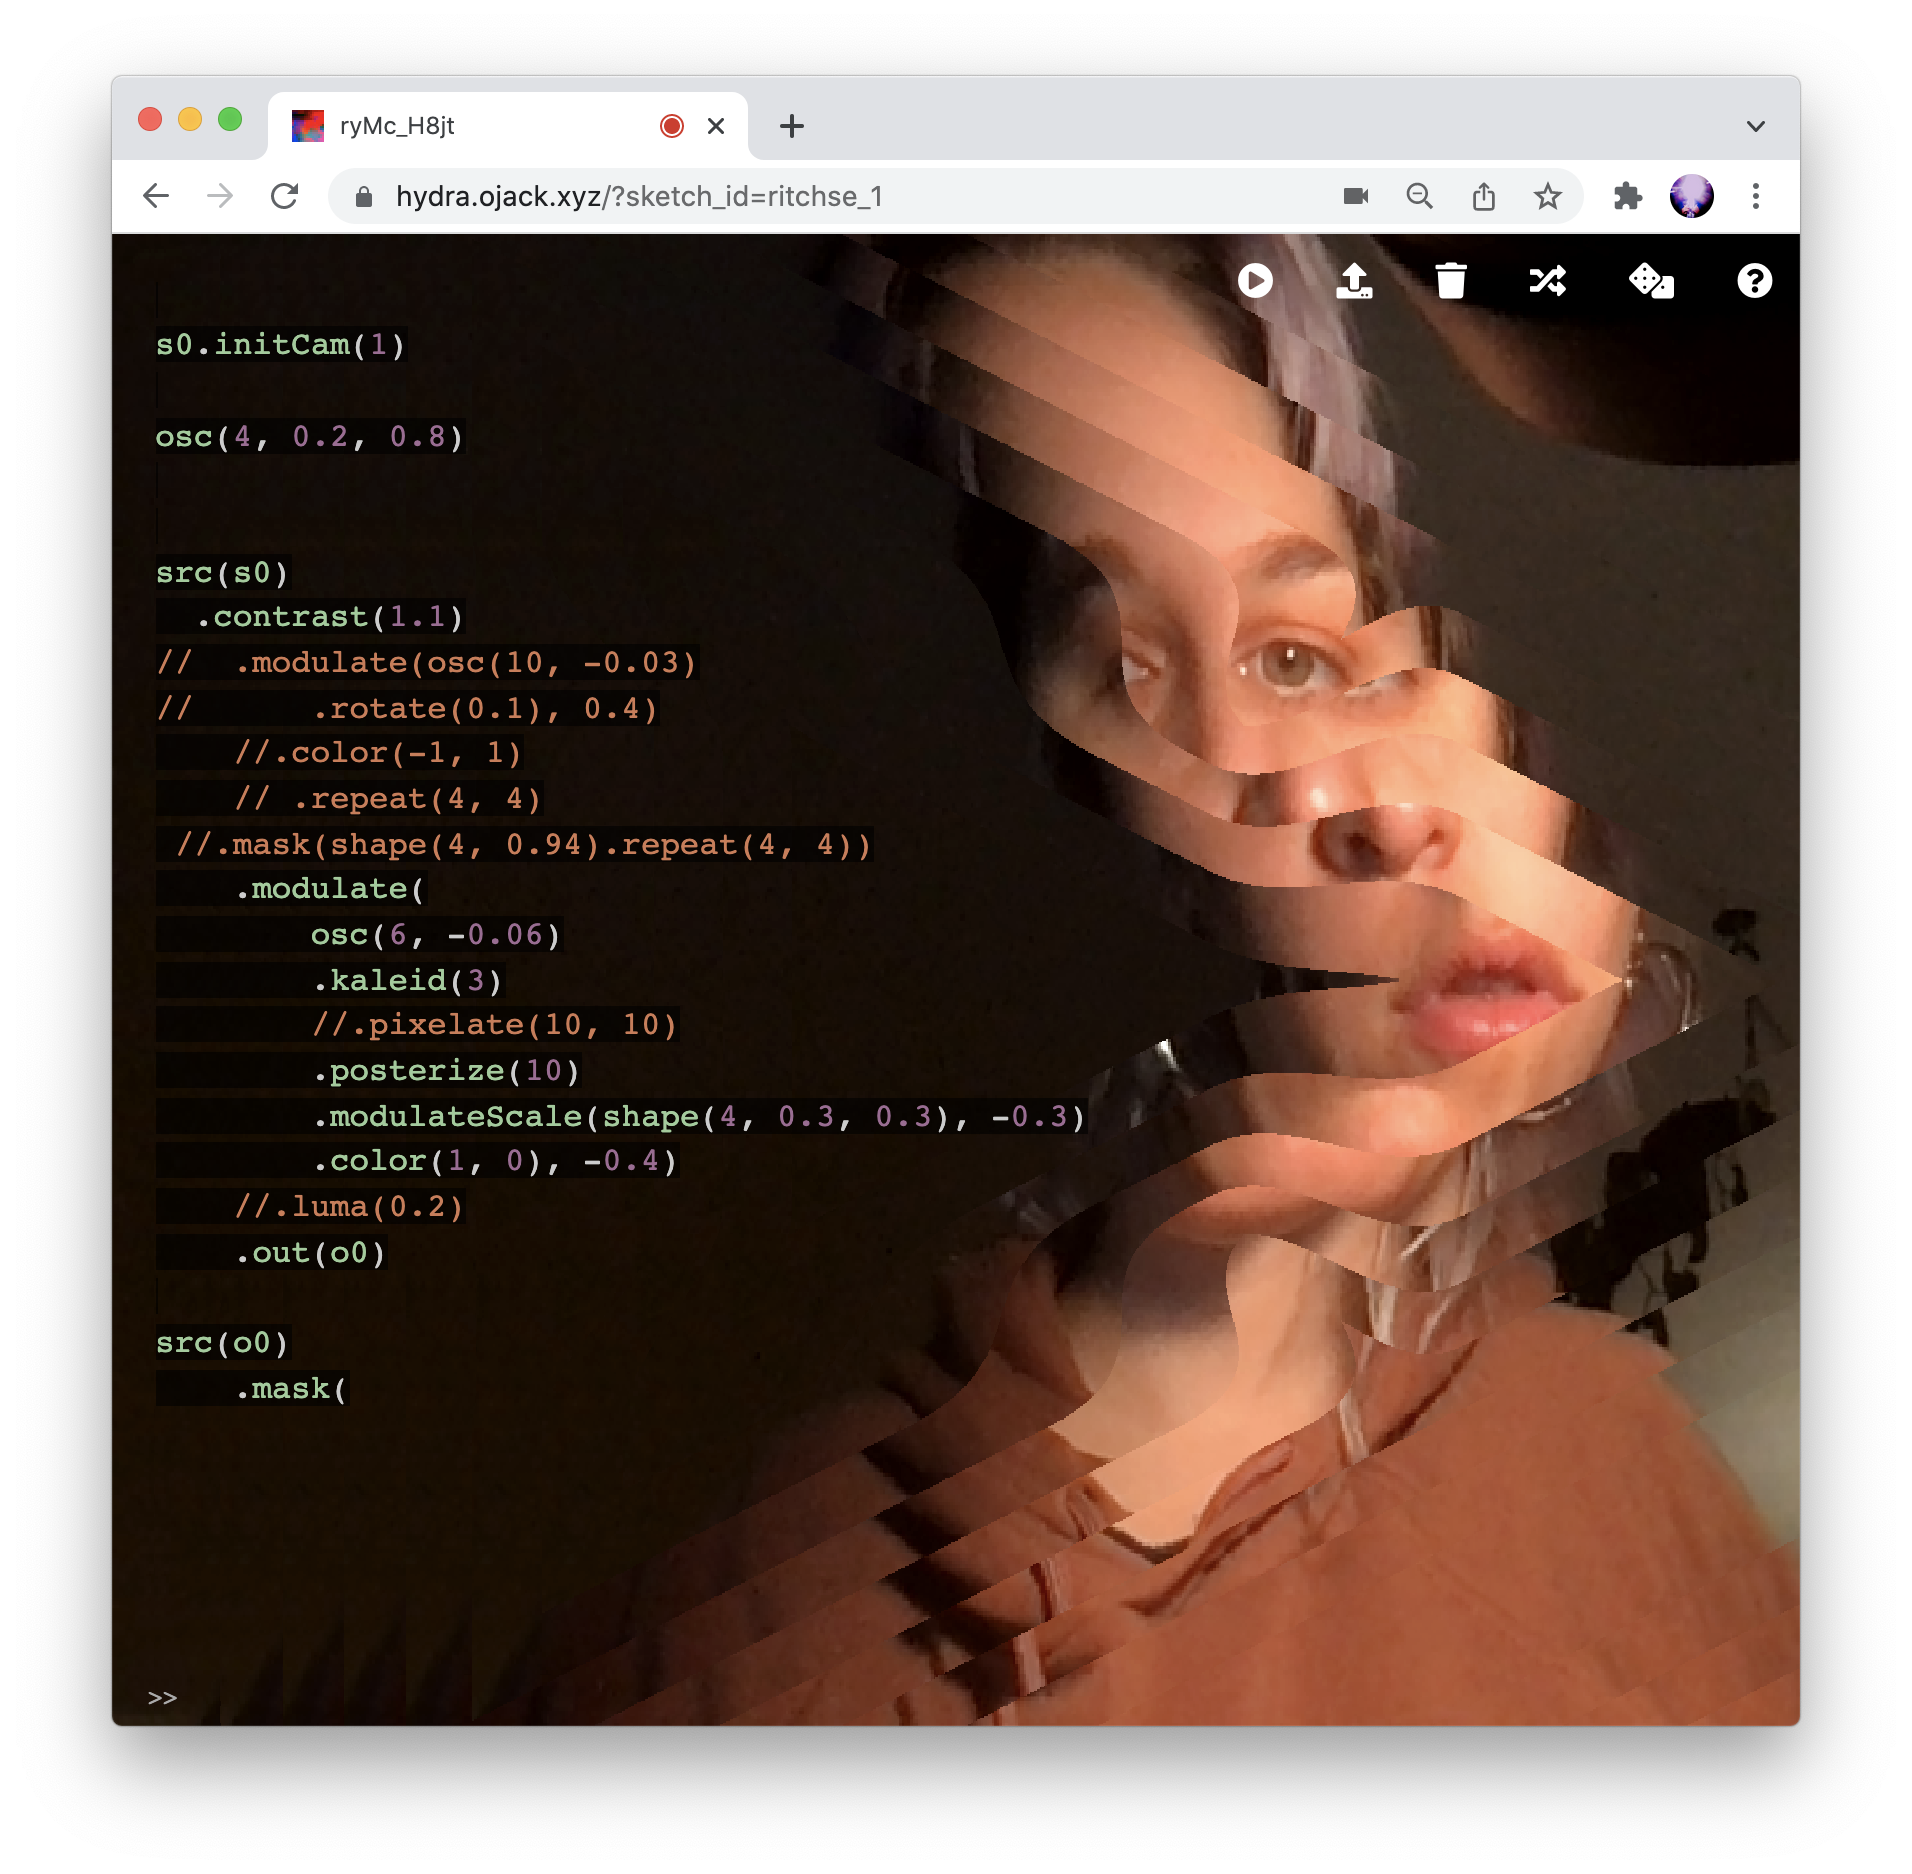 ryMc_H8jt
hydra.ojack.xyz/?sketch_id=ritchse_1
s0.initCam(1)
osc(4, 0.2, 0.8)
src(s0)
  .contrast(1.1)
//  .modulate(osc(10, -0.03)
//      .rotate(0.1), 0.4)
    //.color(-1, 1)
    // .repeat(4, 4)
 //.mask(shape(4, 0.94).repeat(4, 4))
    .modulate(
        osc(6, -0.06)
        .kaleid(3)
        //.pixelate(10, 10)
        .posterize(10)
        .modulateScale(shape(4, 0.3, 0.3), -0.3)
        .color(1, 0), -0.4)
    //.luma(0.2)
    .out(o0)
src(o0)
    .mask(
>>